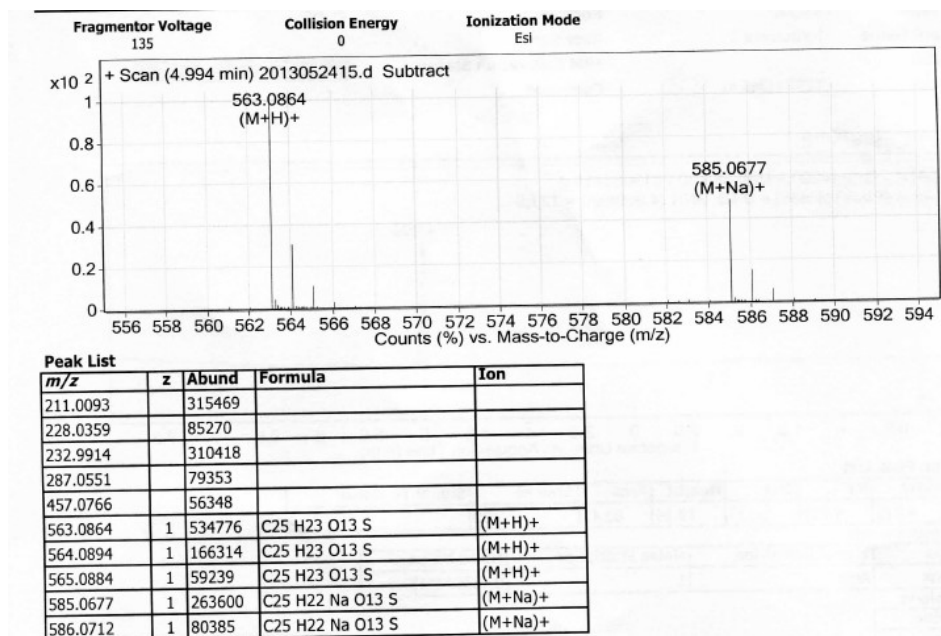 Fragmentor Voltage Collision Energy Ionization Mode
135 0 Esi
x10 2 + Scan (4.994 min) 2013052415.d Subtract
1
563.0864
(M+H)+
0.8
585.0677
(M+Na)+
0.6
0.4
0.2
0
556 558 560 562 564 566 568 570 572 574 576 578 580 582 584 586 588 590 592 594
Counts (%) vs. Mass-to-Charge (m/z)
Peak List
m/z z Abund Formula Ion
211.0093 315469
228.0359 85270
232.9914 310418
287.0551 79353
457.0766 56348
563.0864 1 534776 C25 H23 O13 S (M+H)+
564.0894 1 166314 C25 H23 O13 S (M+H)+
565.0884 1 59239 C25 H23 O13 S (M+H)+
585.0677 1 263600 C25 H22 Na O13 S (M+Na)+
586.0712 1 80385 C25 H22 Na O13 S (M+Na)+